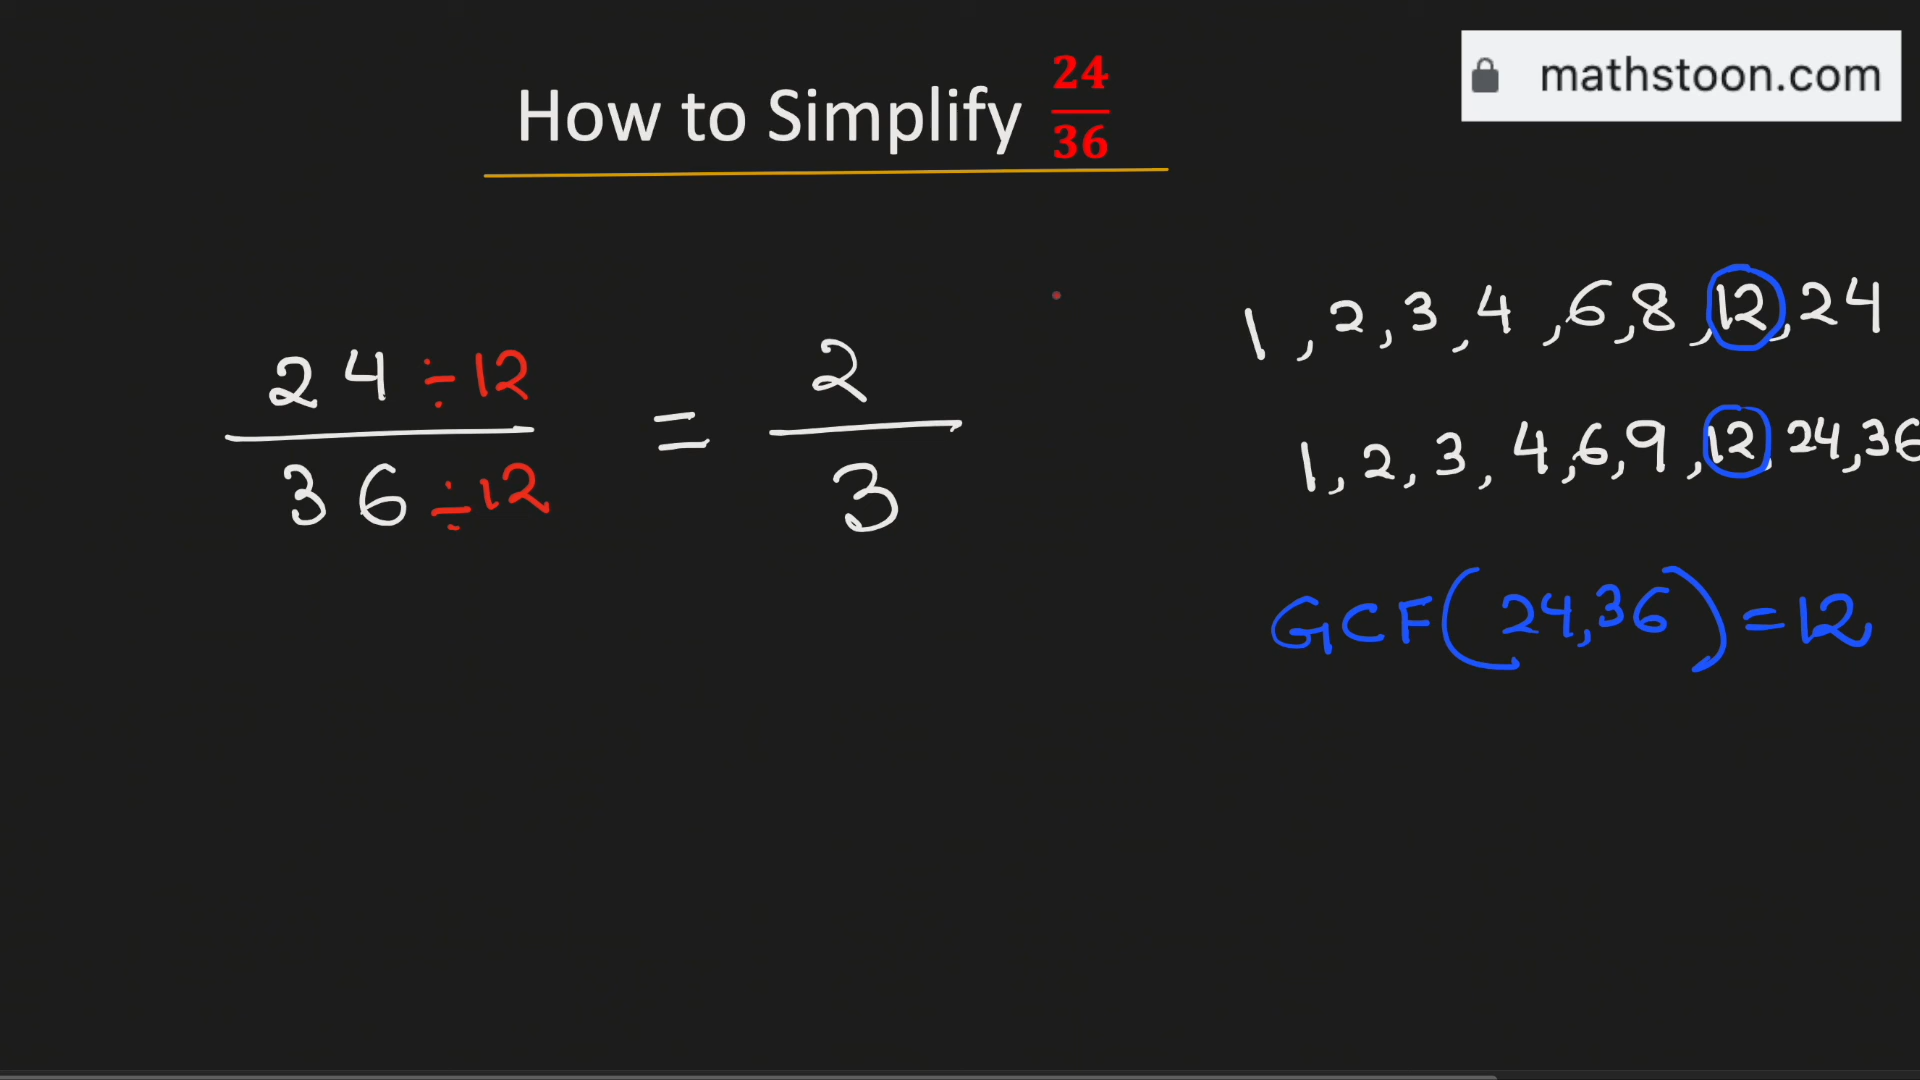 How to Simplify 24/36
mathstoon.com
24 ÷ 12 / 36 ÷ 12 = 2/3
1, 2, 3, 4, 6, 8, 12, 24
1, 2, 3, 4, 6, 9, 12, 24, 36
GCF(24,36) = 12